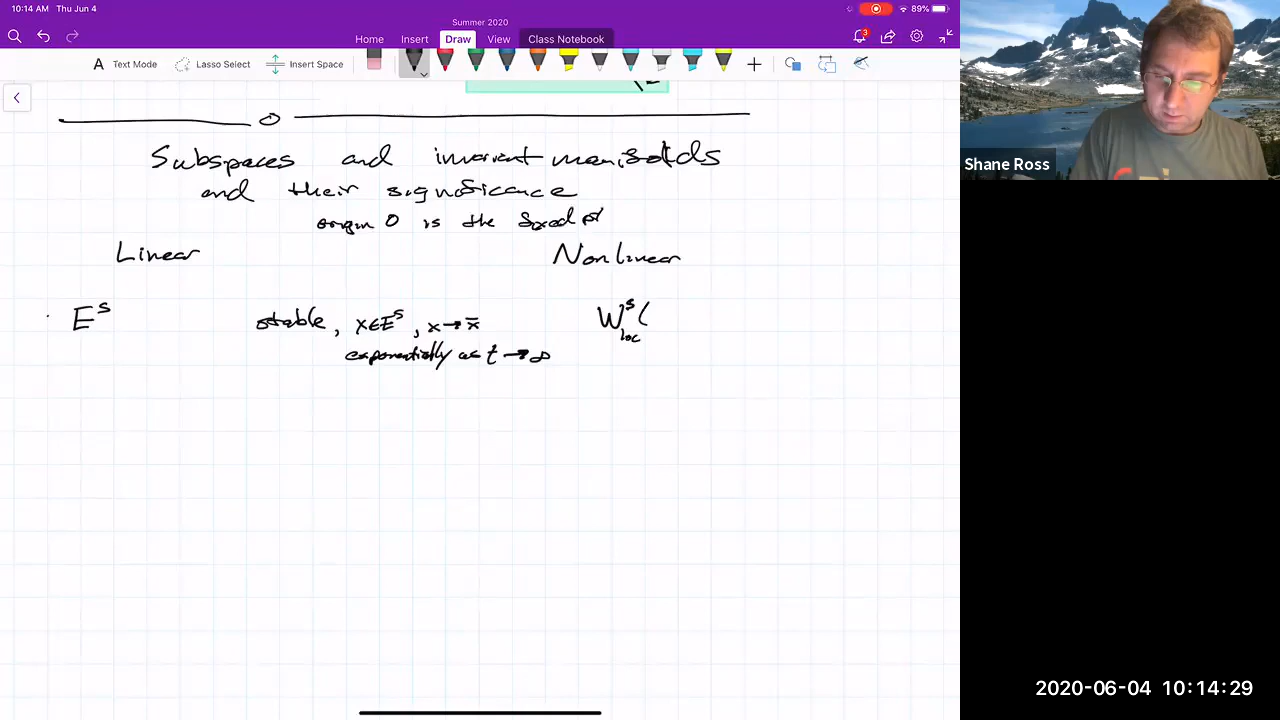 10:14 AM Thu Jun 4
89%
Summer 2020
Home Insert Draw View Class Notebook
3
A Text Mode Lasso Select Insert Space
Subspaces and invariant manifolds
and their significance
origin 0 is the fixed pt
Linear Nonlinear
E^s stable, x∈E^s, x→x̄ W^s_loc(
exponentially as t→∞
Shane Ross
2020-06-04 10:14:29